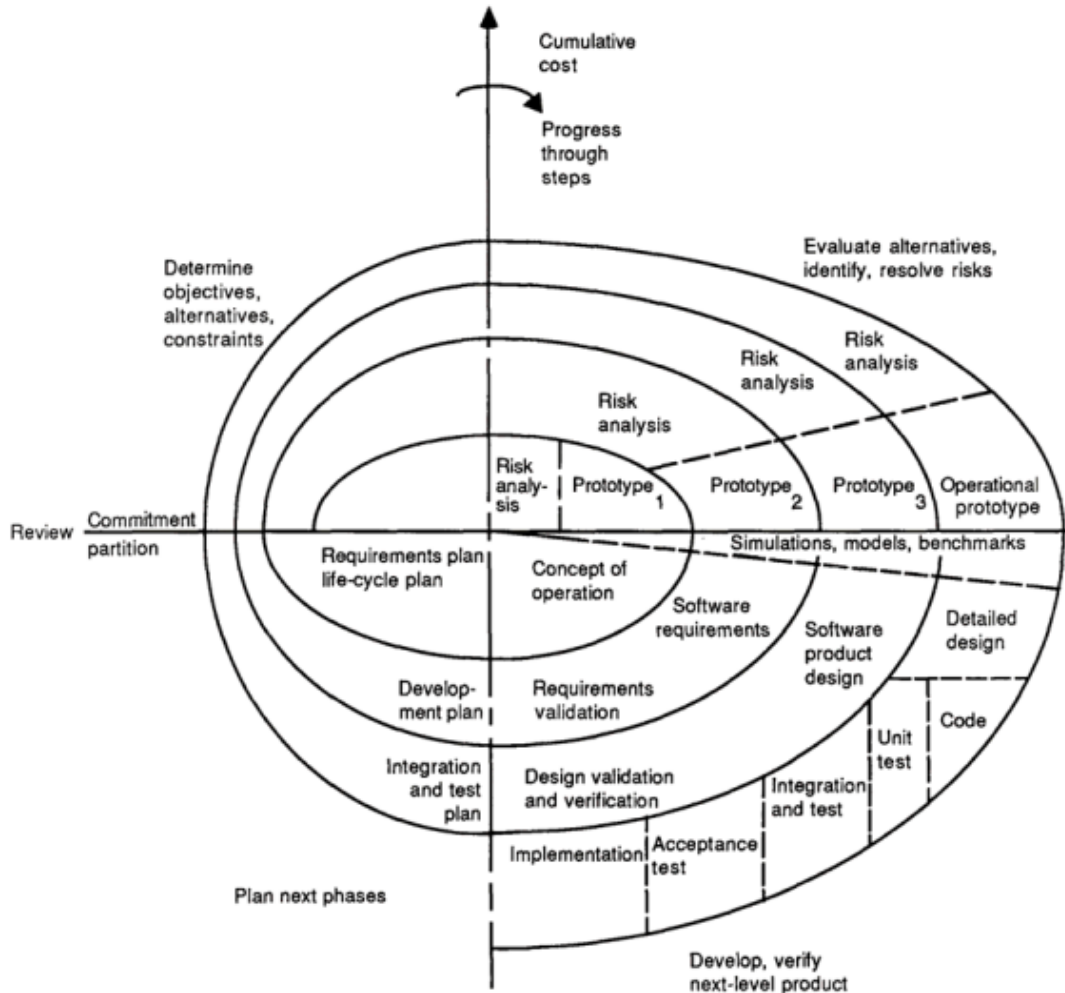 Cumulative
cost
Progress
through
steps
Evaluate alternatives,
identify, resolve risks
Determine
objectives,
alternatives,
constraints
Risk
analysis
Risk
analysis
Risk
analysis
Risk
analy-
sis
Prototype 1
Prototype 2
Prototype 3
Operational
prototype
Review
Commitment
partition
Simulations, models, benchmarks
Requirements plan
life-cycle plan
Concept of
operation
Software
requirements
Software
product
design
Detailed
design
Develop-
ment plan
Requirements
validation
Code
Unit
test
Integration
and test
plan
Design validation
and verification
Integration
and test
Implementation
Acceptance
test
Plan next phases
Develop, verify
next-level product